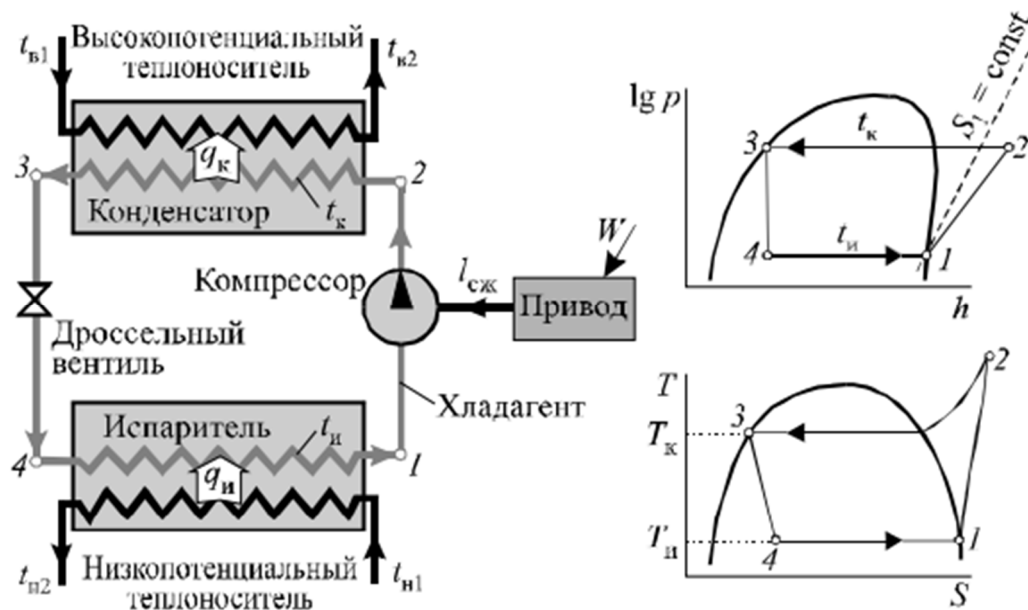 Высокопотенциальный
теплоноситель
tв1
tв2
qк
3
2
Конденсатор
tк
Компрессор
lсж
W
Привод
Дроссельный
вентиль
Хладагент
Испаритель
tи
4
1
qи
tн2
Низкопотенциальный
теплоноситель
tн1
lg p
S1 = const
3
tк
2
4
tи
1
h
T
2
3
Tк
Tи
4
1
S